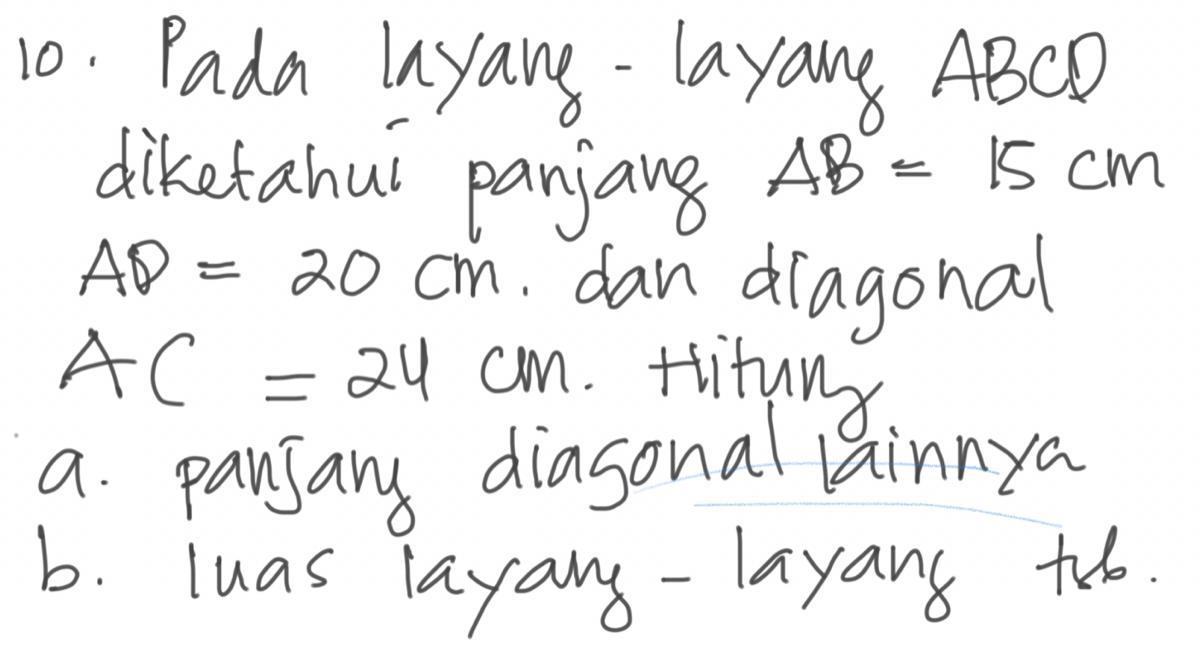 10. Pada layang - layang ABCD
diketahui panjang AB = 15 cm
AD = 20 cm. dan diagonal
AC = 24 cm. Hitung
a. panjang diagonal lainnya
b. luas layang - layang tsb.